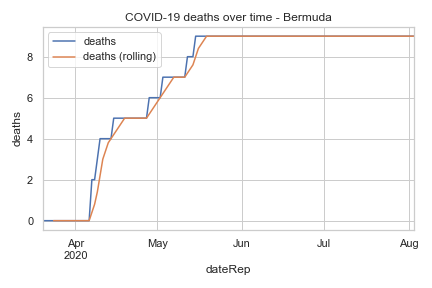 COVID-19 deaths over time - Bermuda
deaths
deaths (rolling)
deaths
8
6
4
2
0
Apr May Jun Jul Aug
2020
dateRep